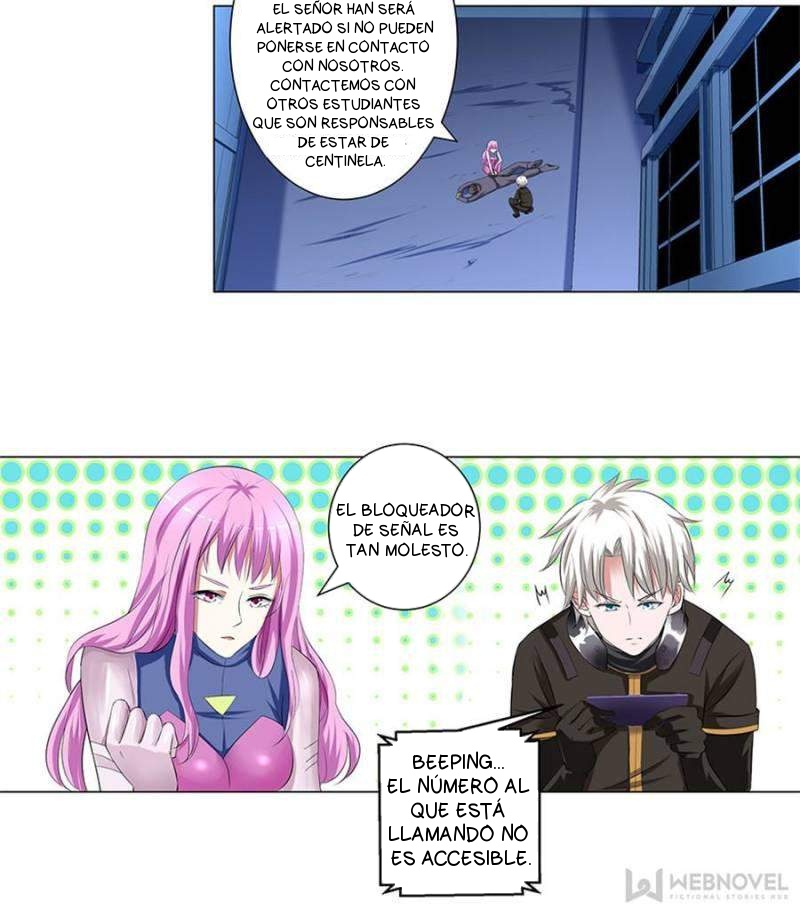 EL SEÑOR HAN SERÁ
ALERTADO SI NO PUEDEN
PONERSE EN CONTACTO
CON NOSOTROS.
CONTACTEMOS CON
OTROS ESTUDIANTES
QUE SON RESPONSABLES
DE ESTAR DE
CENTINELA.
EL BLOQUEADOR
DE SEÑAL ES
TAN MOLESTO.
BEEPING...
EL NÚMERO AL
QUE ESTÁ
LLAMANDO NO
ES ACCESIBLE.
WEBNOVEL
FICTIONAL STORIES HUB